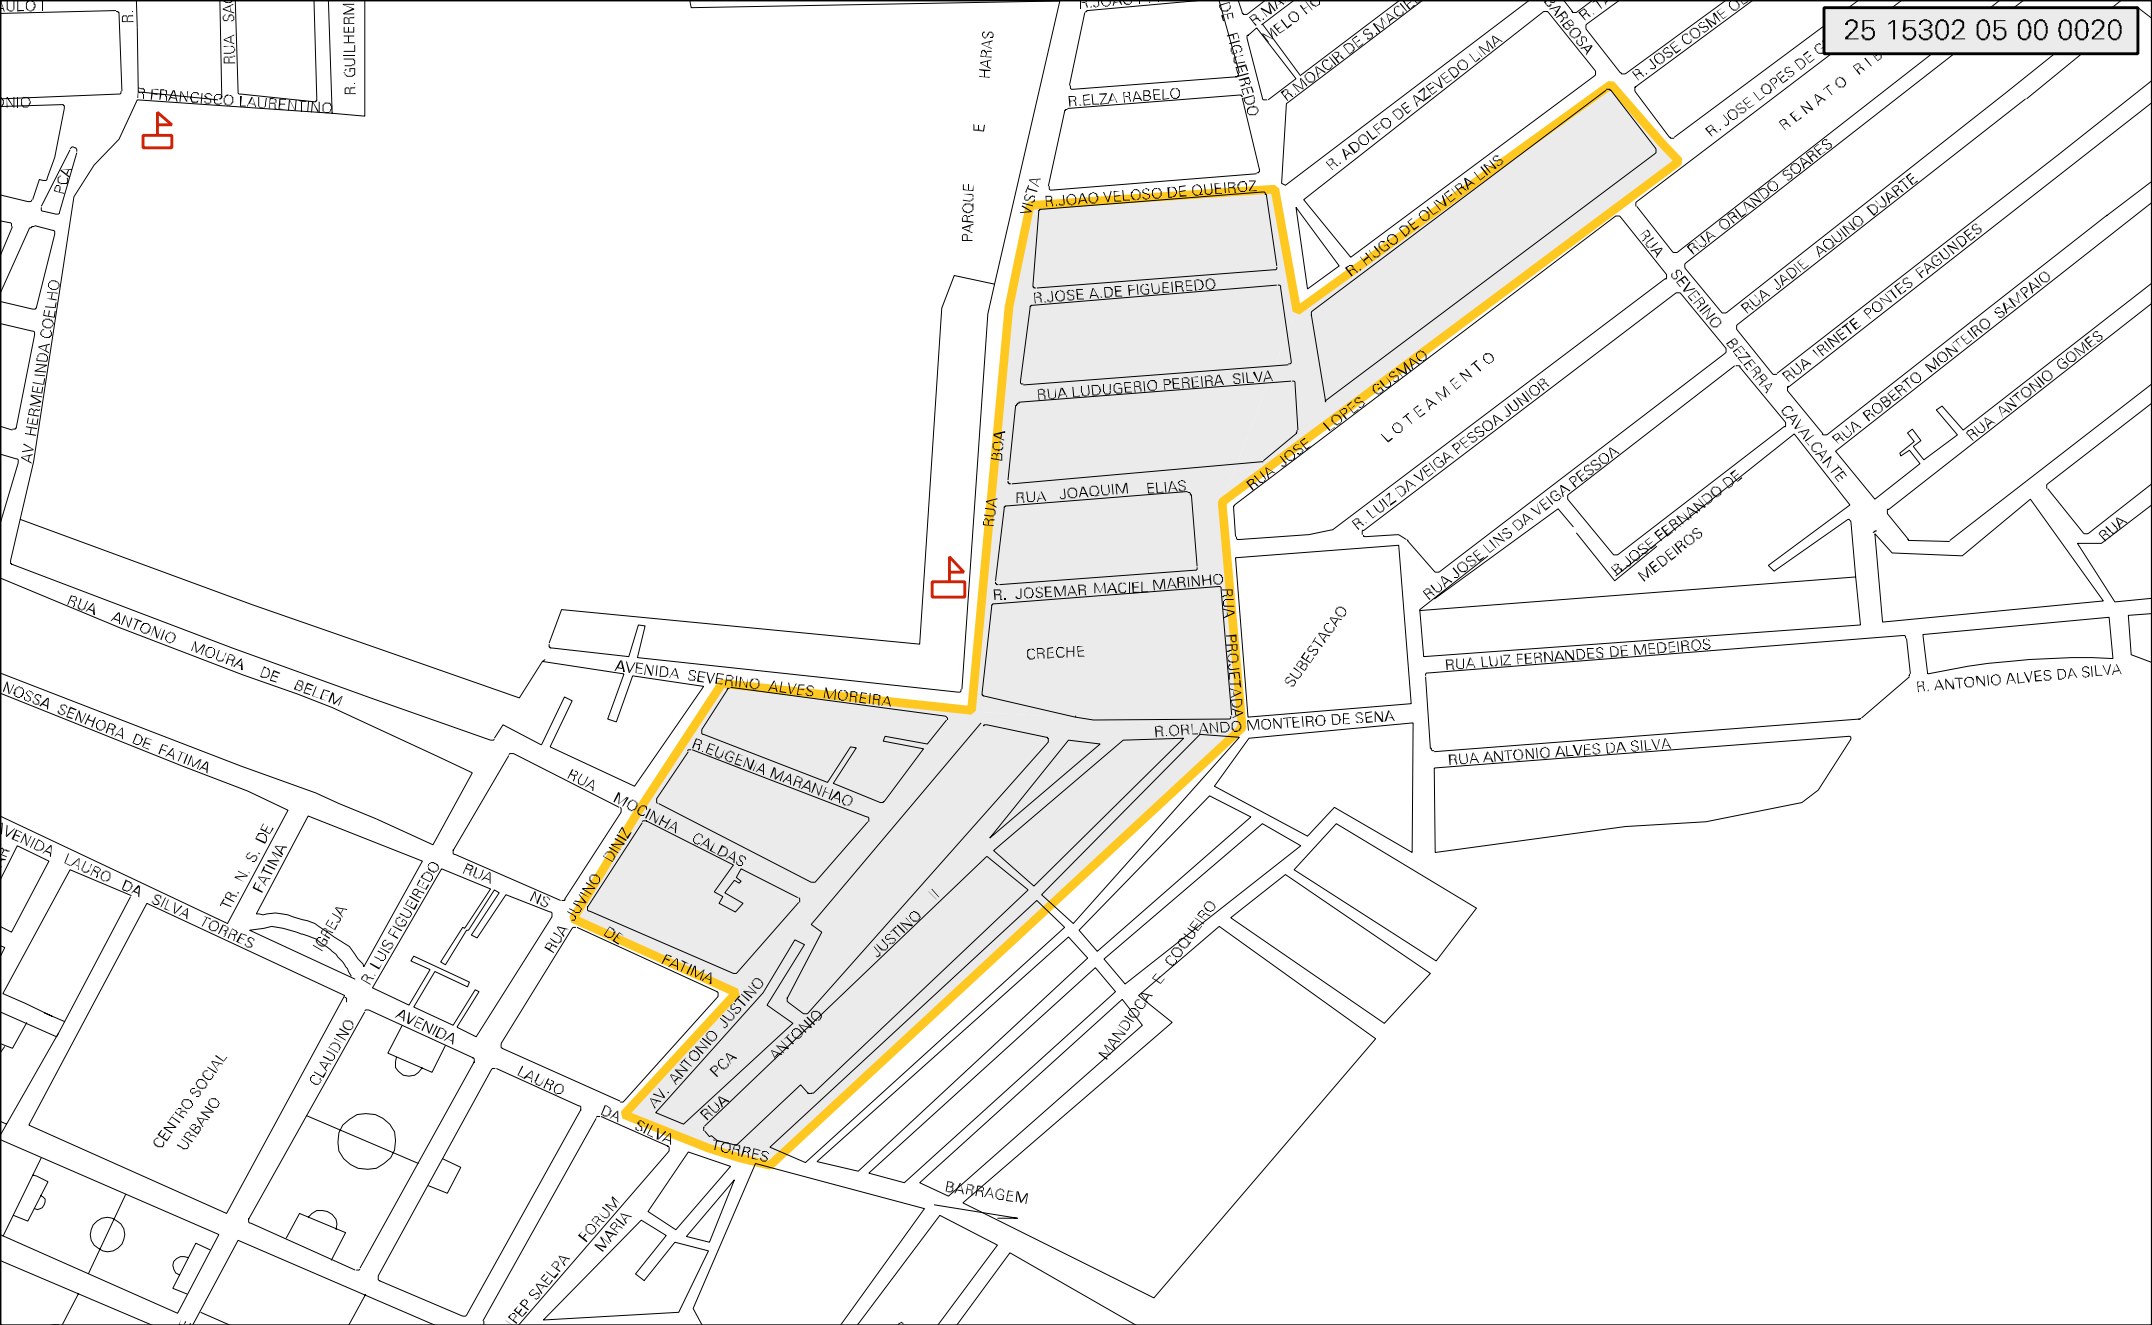 25 15302 05 00 0020
RUA SAC
R. GUILHERM
R.
R FRANCISCO LAURENTINO
PCA
AV HERMELINDA COELHO
PARQUE E HARAS
R.ELZA RABELO
DE FIGUEIREDO
MELO
R.MOACIR DE S.MACIEL
R. ADOLFO DE AZEVEDO LIMA
BARBOSA
R. JOSE COSME
R. JOSE LOPES DE
RENATO
R.JOAO VELOSO DE QUEIROZ
R. HUGO DE OLIVEIRA LINS
RUA ORLANDO SOARES
RUA JADIE AQUINO DUARTE
RUA IRINETE PONTES FAGUNDES
RUA ROBERTO MONTEIRO SAMPAIO
RUA ANTONIO GOMES
RUA SEVERINO BEZERRA CAVALCANTE
RUA
R.JOSE A.DE FIGUEIREDO
RUA LUDUGERIO PEREIRA SILVA
RUA JOSE LOPES GUSMAO
LOTEAMENTO
R. LUIZ DA VEIGA PESSOA JUNIOR
RUA JOSE LINS DA VEIGA PESSOA
R.JOSE FERNANDO DE
MEDEIROS
RUA BOA VISTA
RUA JOAQUIM ELIAS
R. JOSEMAR MACIEL MARINHO
CRECHE
RUA PROJETADA
SUBESTACAO
RUA LUIZ FERNANDES DE MEDEIROS
R. ANTONIO ALVES DA SILVA
R.ORLANDO MONTEIRO DE SENA
RUA ANTONIO ALVES DA SILVA
RUA ANTONIO MOURA DE BELEM
AVENIDA SEVERINO ALVES MOREIRA
NOSSA SENHORA DE FATIMA
R.EUGENIA MARANHAO
RUA MOCINHA CALDAS
RUA JUVINO DINIZ
TR. N. S. DE
FATIMA
IGREJA
R. LUIS FIGUEIREDO
RUA NS DE FATIMA
AVENIDA LAURO DA SILVA TORRES
JUSTINO II
RUA ANTONIO
PCA
AV. ANTONIO JUSTINO
MANDIOCA E COQUEIRO
CENTRO SOCIAL
URBANO
CLAUDINO
AVENIDA LAURO DA SILVA TORRES
BARRAGEM
FORUM
MARIA
PEP SAELPA